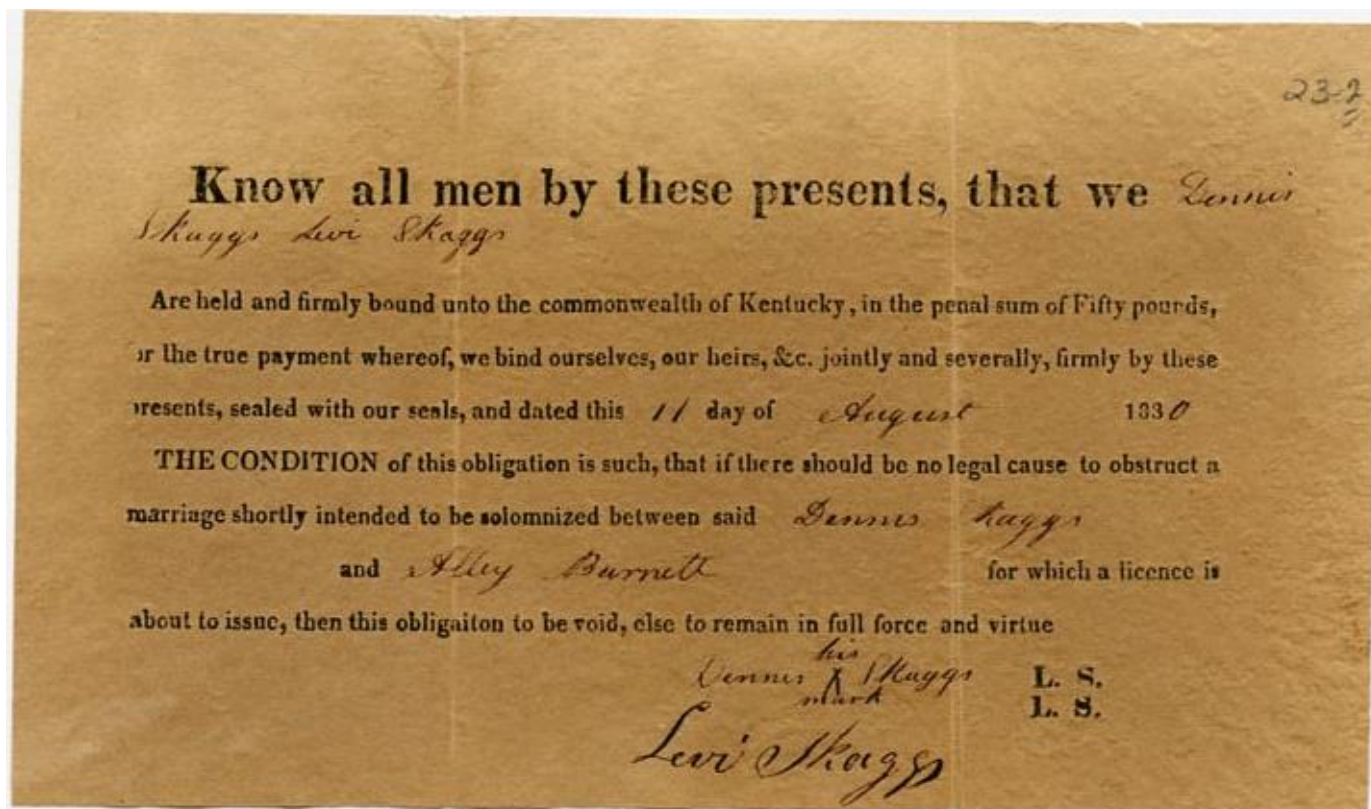 23-2
Know all men by these presents, that we Dennis
Skaggs Levi Skaggs
Are held and firmly bound unto the commonwealth of Kentucky, in the penal sum of Fifty pounds,
or the true payment whereof, we bind ourselves, our heirs, &c. jointly and severally, firmly by these
presents, sealed with our seals, and dated this 11 day of August 1830
THE CONDITION of this obligation is such, that if there should be no legal cause to obstruct a
marriage shortly intended to be solomnized between said Dennis Skaggs
and Alley Burnett for which a licence is
about to issue, then this obligaiton to be void, else to remain in full force and virtue
his
Dennis X Skaggs L. S.
mark L. S.
Levi Skaggs